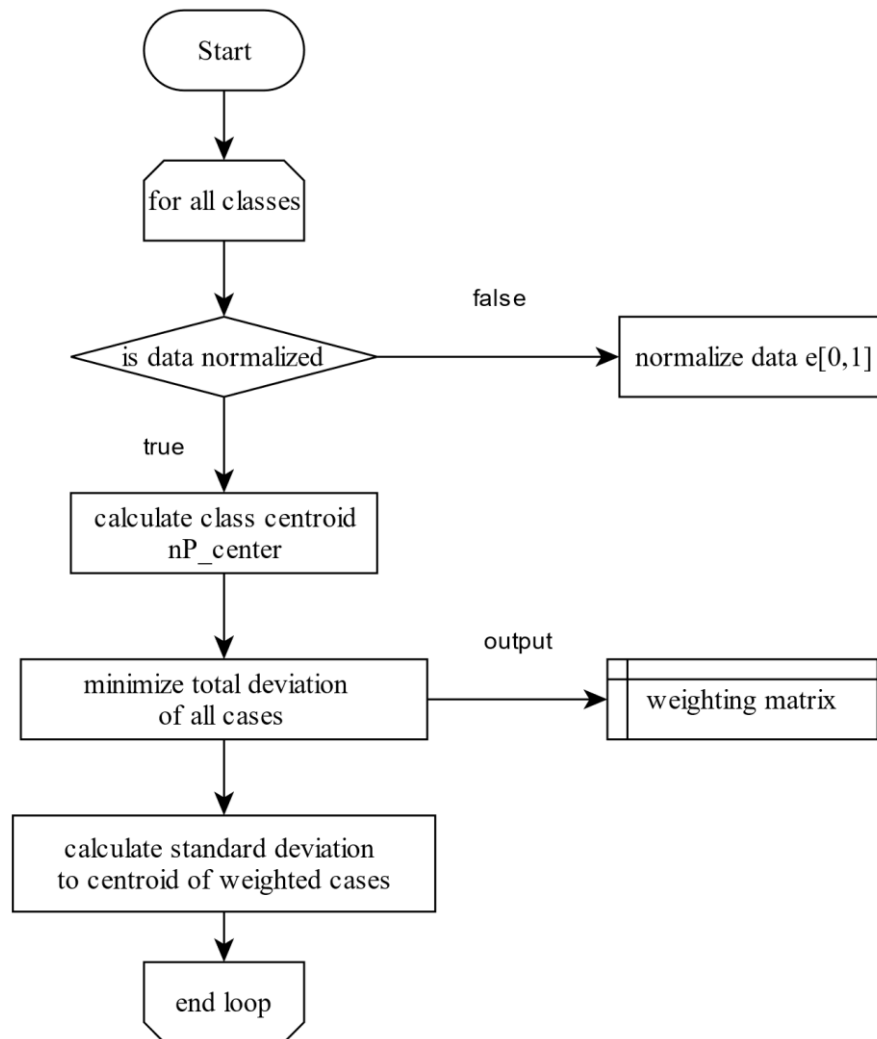 Start
for all classes
false
is data normalized
normalize data e[0,1]
true
calculate class centroid
nP_center
output
minimize total deviation
of all cases
weighting matrix
calculate standard deviation
to centroid of weighted cases
end loop